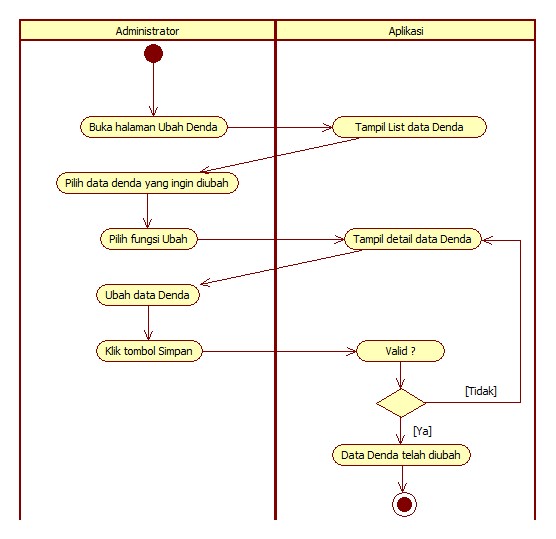 Administrator
Aplikasi
Buka halaman Ubah Denda
Tampil List data Denda
Pilih data denda yang ingin diubah
Pilih fungsi Ubah
Tampil detail data Denda
Ubah data Denda
Klik tombol Simpan
Valid ?
[Tidak]
[Ya]
Data Denda telah diubah